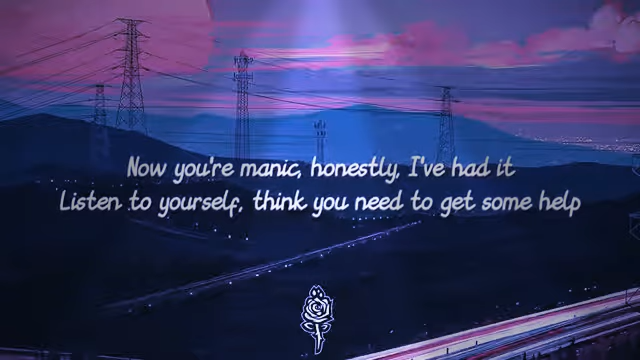 Now you're manic, honestly, I've had it
Listen to yourself, think you need to get some help